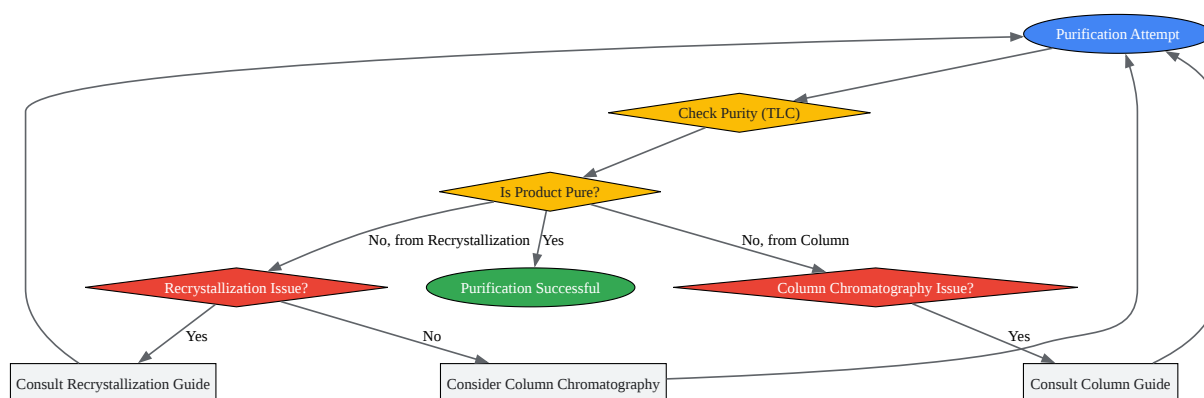 Purification Attempt
Check Purity (TLC)
Is Product Pure?
No, from Recrystallization
Yes
No, from Column
Recrystallization Issue?
Purification Successful
Column Chromatography Issue?
Yes
No
Yes
Consult Recrystallization Guide
Consider Column Chromatography
Consult Column Guide